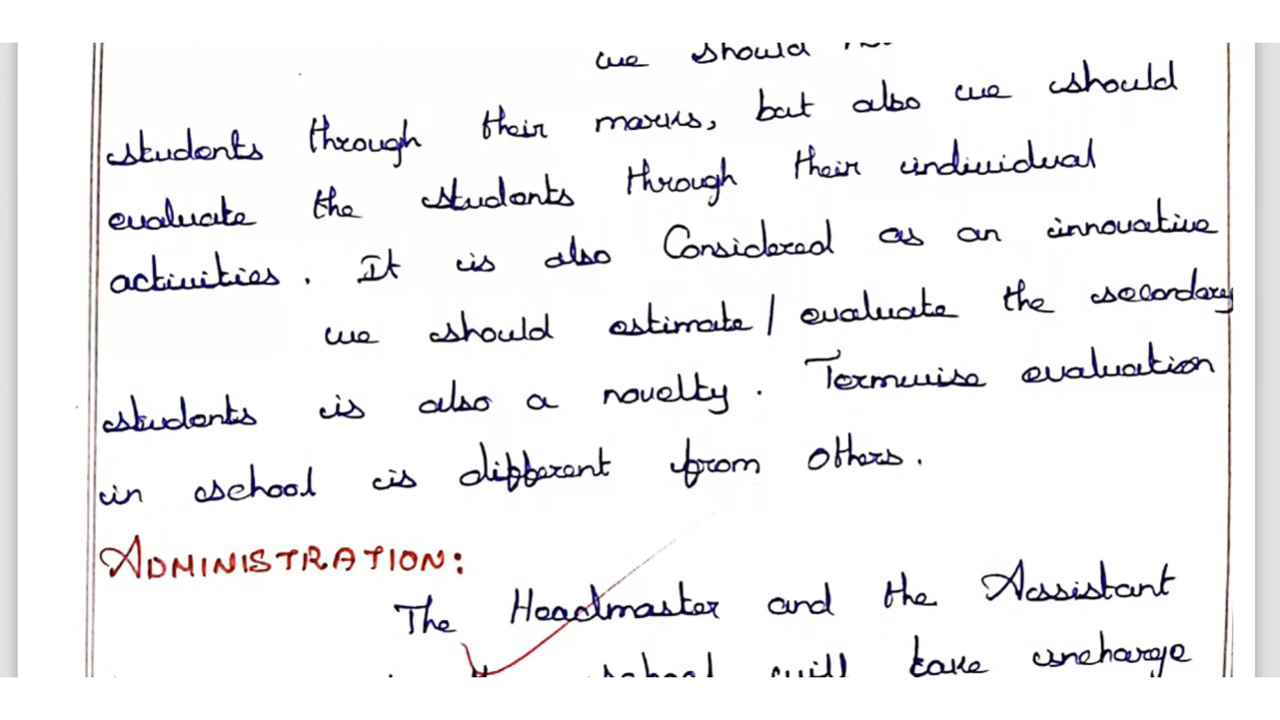 we should
students through their marks, but also we should
evaluate the students through their individual
activities. It is also Considered as an innovative
we should estimate / evaluate the secondary
students is also a novelty. Termwise evaluation
in school is different from others.
ADMINISTRATION:
The Headmaster and the Assistant
school will take incharge